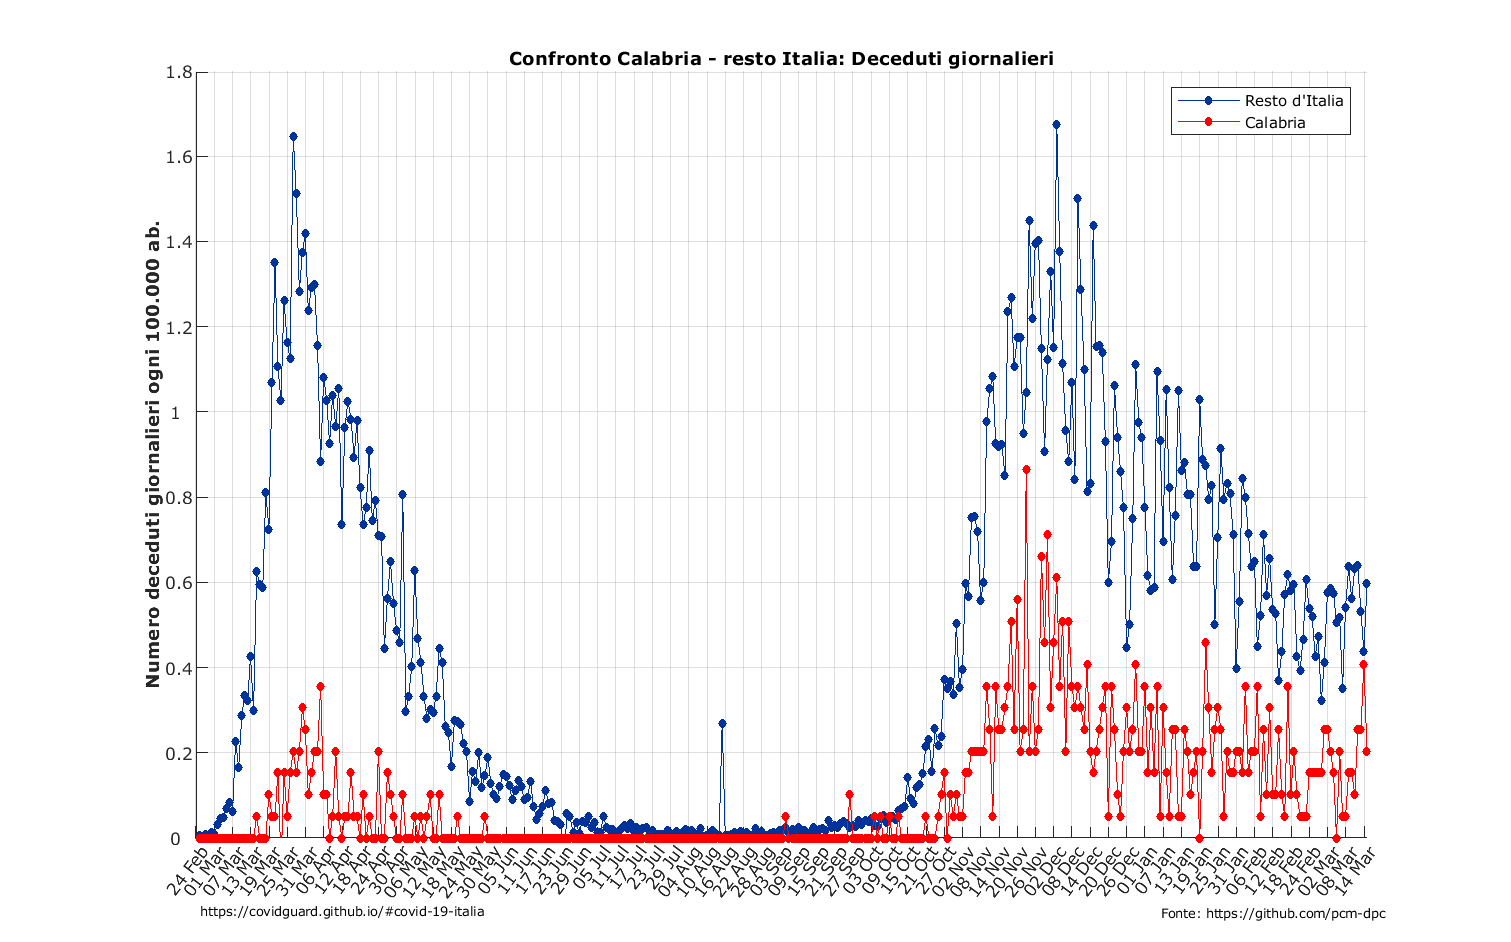 Confronto Calabria - resto Italia: Deceduti giornalieri
Resto d'Italia
Calabria
Numero deceduti giornalieri ogni 100.000 ab.
1.8
1.6
1.4
1.2
1
0.8
0.6
0.4
0.2
0
24 Feb
01 Mar
07 Mar
13 Mar
19 Mar
25 Mar
31 Mar
06 Apr
12 Apr
18 Apr
24 Apr
30 Apr
06 May
12 May
18 May
24 May
30 May
05 Jun
11 Jun
17 Jun
23 Jun
29 Jun
05 Jul
11 Jul
17 Jul
23 Jul
29 Jul
04 Aug
10 Aug
16 Aug
22 Aug
28 Aug
03 Sep
09 Sep
15 Sep
21 Sep
27 Sep
03 Oct
09 Oct
15 Oct
21 Oct
27 Oct
02 Nov
08 Nov
14 Nov
20 Nov
26 Nov
02 Dec
08 Dec
14 Dec
20 Dec
26 Dec
01 Jan
07 Jan
13 Jan
19 Jan
25 Jan
31 Jan
06 Feb
12 Feb
18 Feb
24 Feb
02 Mar
08 Mar
14 Mar
https://covidguard.github.io/#covid-19-italia
Fonte: https://github.com/pcm-dpc